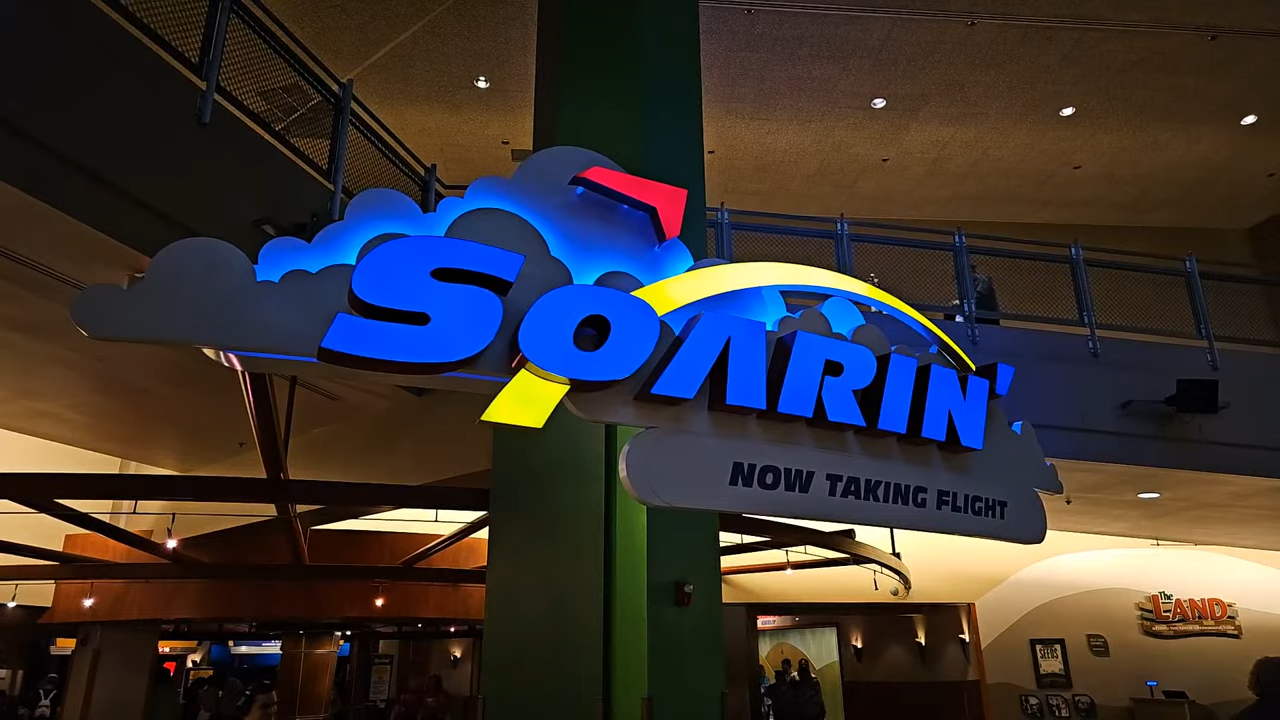 SOARIN'
NOW TAKING FLIGHT
The
LAND
SEEDS